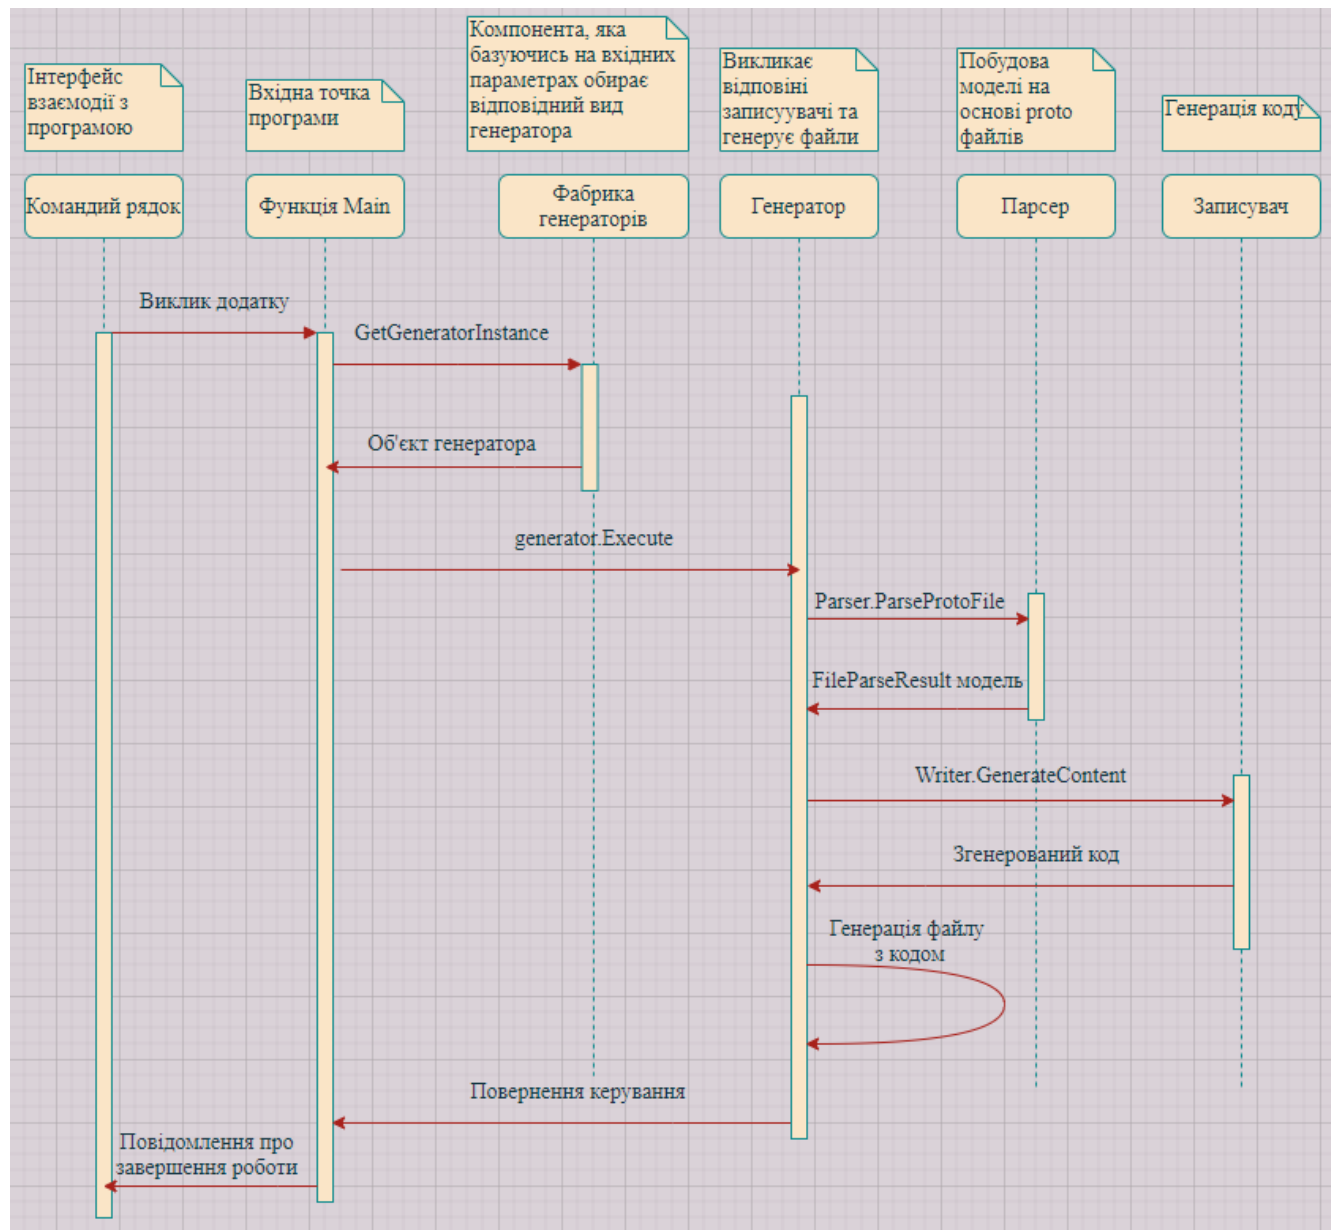 Інтерфейс
взаємодії з
програмою
Вхідна точка
програми
Компонента, яка
базуючись на вхідних
параметрах обирає
відповідний вид
генератора
Викликає
відповіні
записуувачі та
генерує файли
Побудова
моделі на
основі proto
файлів
Генерація коду
Командий рядок
Функція Main
Фабрика
генераторів
Генератор
Парсер
Записувач
Виклик додатку
GetGeneratorInstance
Об'єкт генератора
generator.Execute
Parser.ParseProtoFile
FileParseResult модель
Writer.GenerateContent
Згенерований код
Генерація файлу
з кодом
Повернення керування
Повідомлення про
завершення роботи